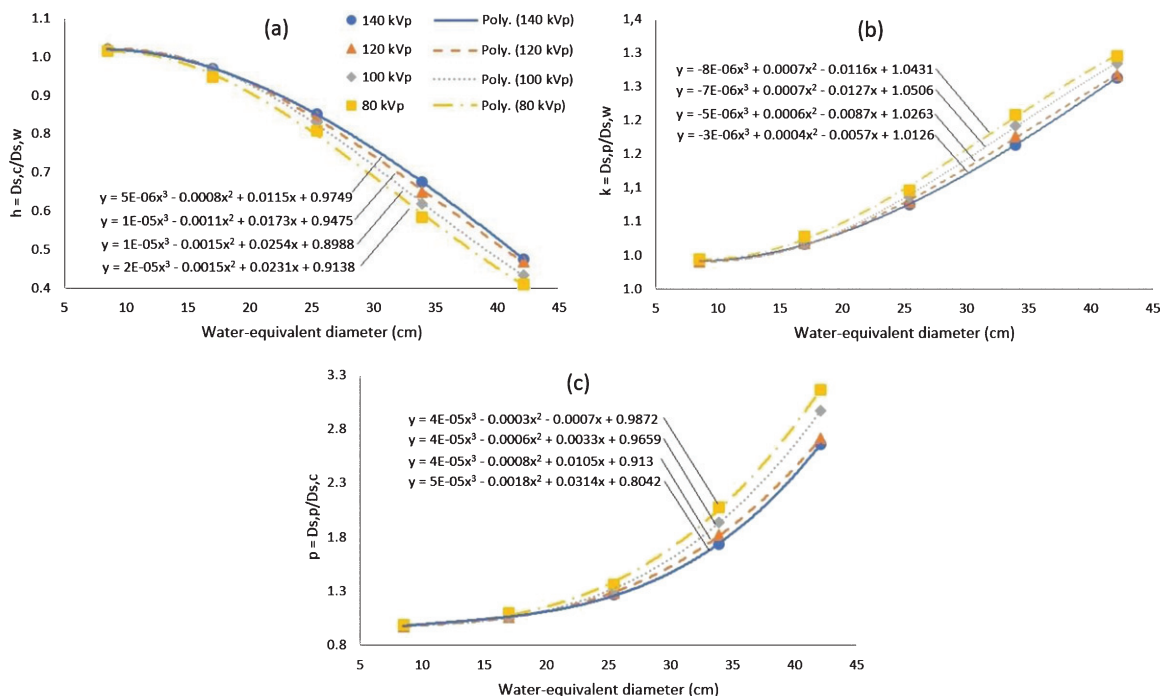 (a)
140 kVp
Poly. (140 kVp)
120 kVp
Poly. (120 kVp)
100 kVp
Poly. (100 kVp)
80 kVp
Poly. (80 kVp)
h = Ds,c/Ds,w
1.1
1.0
0.9
0.8
0.7
0.6
0.5
0.4
y = 5E-06x³ - 0.0008x² + 0.0115x + 0.9749
y = 1E-05x³ - 0.0011x² + 0.0173x + 0.9475
y = 1E-05x³ - 0.0015x² + 0.0254x + 0.8988
y = 2E-05x³ - 0.0015x² + 0.0231x + 0.9138
5 10 15 20 25 30 35 40 45
Water-equivalent diameter (cm)
(b)
k = Ds,p/Ds,w
1,4
1.3
1.3
1.2
1.2
1,1
1.1
1.0
1.0
y = -8E-06x³ + 0.0007x² - 0.0116x + 1.0431
y = -7E-06x³ + 0.0007x² - 0.0127x + 1.0506
y = -5E-06x³ + 0.0006x² - 0.0087x + 1.0263
y = -3E-06x³ + 0.0004x² - 0.0057x + 1.0126
5 10 15 20 25 30 35 40 45
Water-equivalent diameter (cm)
(c)
p = Ds,p/Ds,c
3.3
2.8
2.3
1.8
1.3
0.8
y = 4E-05x³ - 0.0003x² - 0.0007x + 0.9872
y = 4E-05x³ - 0.0006x² + 0.0033x + 0.9659
y = 4E-05x³ - 0.0008x² + 0.0105x + 0.913
y = 5E-05x³ - 0.0018x² + 0.0314x + 0.8042
5 10 15 20 25 30 35 40 45
Water-equivalent diameter (cm)